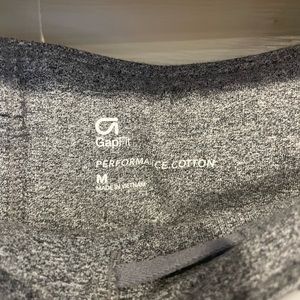 GapFit
PERFORMANCE COTTON
M
MADE IN VIETNAM